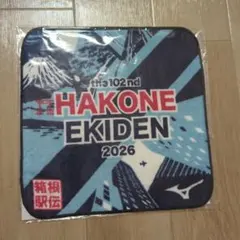 the 102nd
HAKONE
EKIDEN
2026
箱根
駅伝